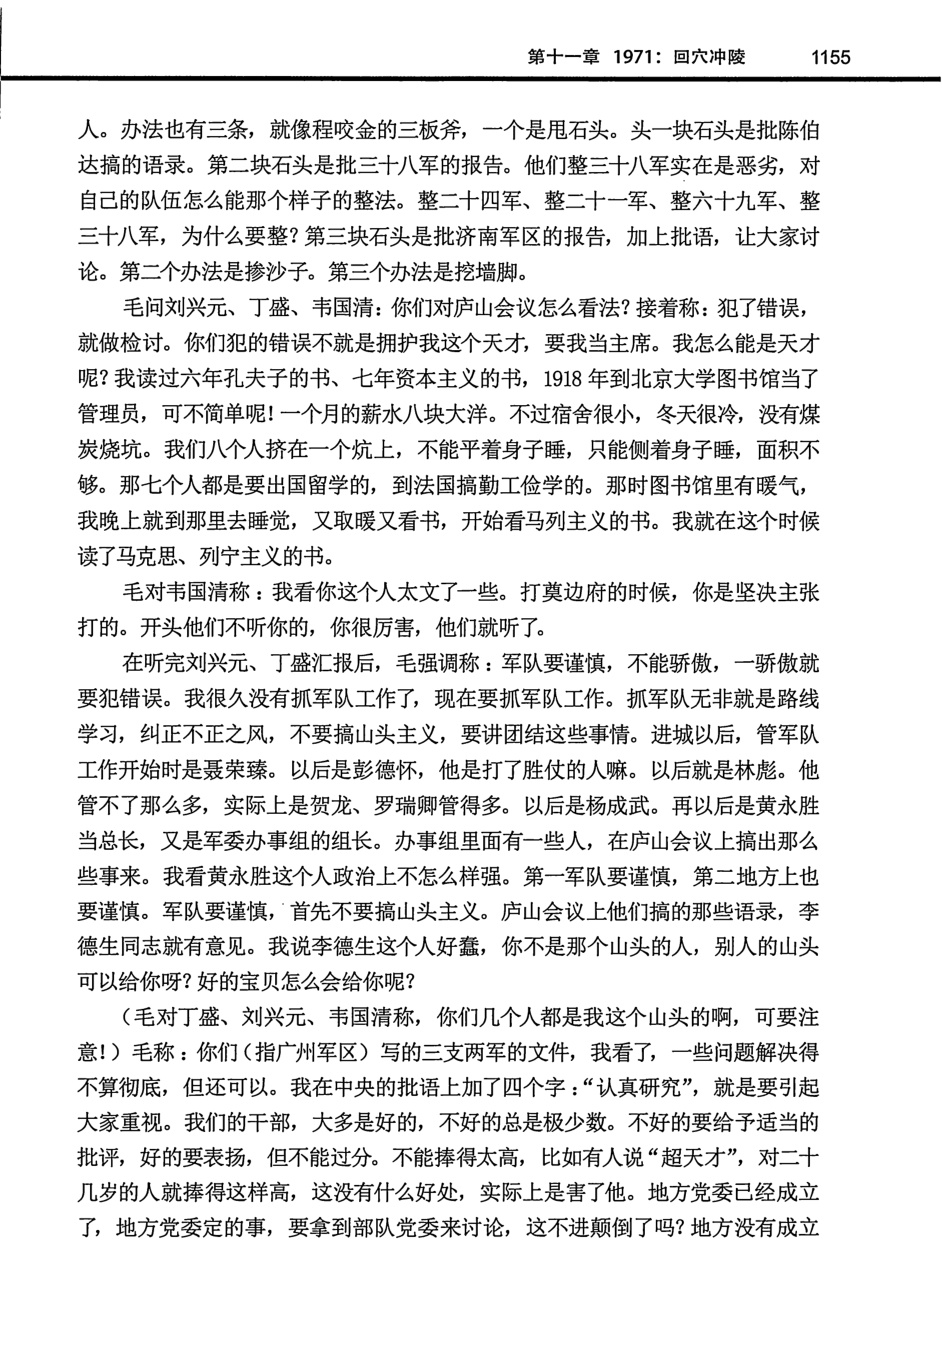 第十一章 1971：回穴冲陵 1155
人。办法也有三条，就像程咬金的三板斧，一个是甩石头。头一块石头是批陈伯
达搞的语录。第二块石头是批三十八军的报告。他们整三十八军实在是恶劣，对
自己的队伍怎么能那个样子的整法。整二十四军、整二十一军、整六十九军、整
三十八军，为什么要整？第三块石头是批济南军区的报告，加上批语，让大家讨
论。第二个办法是掺沙子。第三个办法是挖墙脚。
毛问刘兴元、丁盛、韦国清：你们对庐山会议怎么看法？接着称：犯了错误，
就做检讨。你们犯的错误不就是拥护我这个天才，要我当主席。我怎么能是天才
呢？我读过六年孔夫子的书、七年资本主义的书，1918 年到北京大学图书馆当了
管理员，可不简单呢！一个月的薪水八块大洋。不过宿舍很小，冬天很冷，没有煤
炭烧坑。我们八个人挤在一个炕上，不能平着身子睡，只能侧着身子睡，面积不
够。那七个人都是要出国留学的，到法国搞勤工俭学的。那时图书馆里有暖气，
我晚上就到那里去睡觉，又取暖又看书，开始看马列主义的书。我就在这个时候
读了马克思、列宁主义的书。
毛对韦国清称：我看你这个人太文了一些。打奠边府的时候，你是坚决主张
打的。开头他们不听你的，你很厉害，他们就听了。
在听完刘兴元、丁盛汇报后，毛强调称：军队要谨慎，不能骄傲，一骄傲就
要犯错误。我很久没有抓军队工作了，现在要抓军队工作。抓军队无非就是路线
学习，纠正不正之风，不要搞山头主义，要讲团结这些事情。进城以后，管军队
工作开始时是聂荣臻。以后是彭德怀，他是打了胜仗的人嘛。以后就是林彪。他
管不了那么多，实际上是贺龙、罗瑞卿管得多。以后是杨成武。再以后是黄永胜
当总长，又是军委办事组的组长。办事组里面有一些人，在庐山会议上搞出那么
些事来。我看黄永胜这个人政治上不怎么样强。第一军队要谨慎，第二地方上也
要谨慎。军队要谨慎，首先不要搞山头主义。庐山会议上他们搞的那些语录，李
德生同志就有意见。我说李德生这个人好蠢，你不是那个山头的人，别人的山头
可以给你呀？好的宝贝怎么会给你呢？
（毛对丁盛、刘兴元、韦国清称，你们几个人都是我这个山头的啊，可要注
意！）毛称：你们（指广州军区）写的三支两军的文件，我看了，一些问题解决得
不算彻底，但还可以。我在中央的批语上加了四个字：“认真研究”，就是要引起
大家重视。我们的干部，大多是好的，不好的总是极少数。不好的要给予适当的
批评，好的要表扬，但不能过分。不能捧得太高，比如有人说“超天才”，对二十
几岁的人就捧得这样高，这没有什么好处，实际上是害了他。地方党委已经成立
了，地方党委定的事，要拿到部队党委来讨论，这不进颠倒了吗？地方没有成立